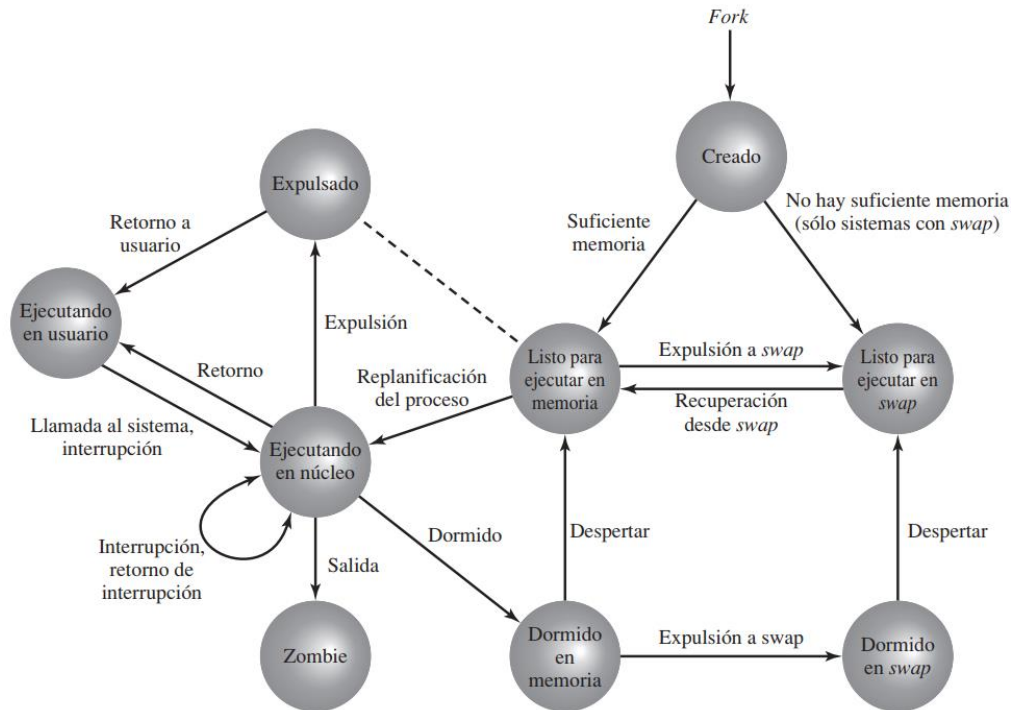 Fork
Creado
Expulsado
No hay suficiente memoria
(sólo sistemas con swap)
Suficiente
memoria
Retorno a
usuario
Ejecutando
en usuario
Expulsión
Listo para
ejecutar en
memoria
Expulsión a swap
Listo para
ejecutar en
swap
Retorno
Replanificación
del proceso
Recuperación
desde swap
Llamada al sistema,
interrupción
Ejecutando
en núcleo
Dormido
Despertar
Despertar
Interrupción,
retorno de
interrupción
Salida
Zombie
Dormido
en
memoria
Expulsión a swap
Dormido
en swap